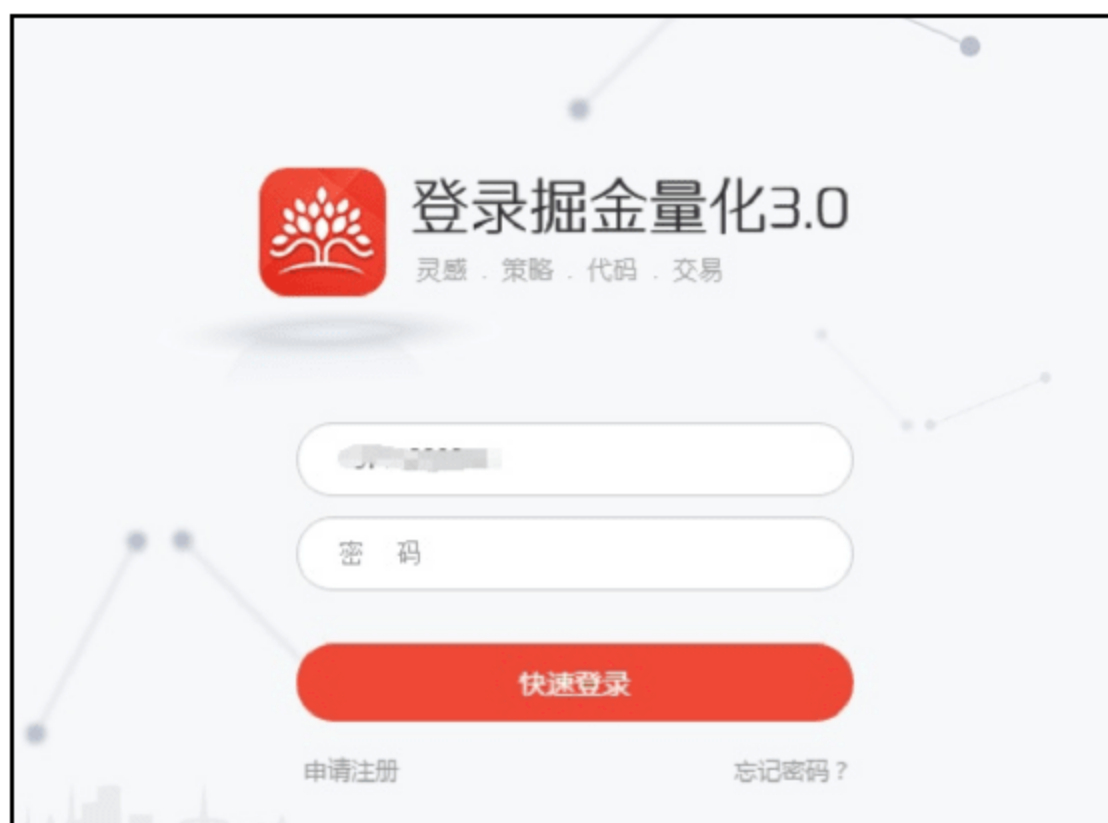 登录掘金量化3.0
灵感 . 策略 . 代码 . 交易
密 码
快速登录
申请注册
忘记密码？